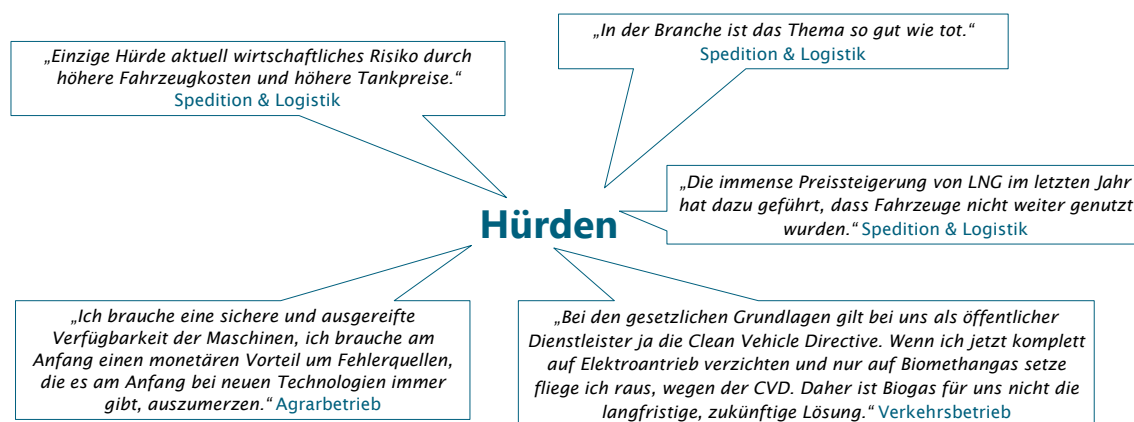 „Einzige Hürde aktuell wirtschaftliches Risiko durch
höhere Fahrzeugkosten und höhere Tankpreise.“
Spedition & Logistik
„In der Branche ist das Thema so gut wie tot.“
Spedition & Logistik
„Die immense Preissteigerung von LNG im letzten Jahr
hat dazu geführt, dass Fahrzeuge nicht weiter genutzt
wurden.“ Spedition & Logistik
Hürden
„Ich brauche eine sichere und ausgereifte
Verfügbarkeit der Maschinen, ich brauche am
Anfang einen monetären Vorteil um Fehlerquellen,
die es am Anfang bei neuen Technologien immer
gibt, auszumerzen.“ Agrarbetrieb
„Bei den gesetzlichen Grundlagen gilt bei uns als öffentlicher
Dienstleister ja die Clean Vehicle Directive. Wenn ich jetzt komplett
auf Elektroantrieb verzichten und nur auf Biomethangas setze
fliege ich raus, wegen der CVD. Daher ist Biogas für uns nicht die
langfristige, zukünftige Lösung.“ Verkehrsbetrieb